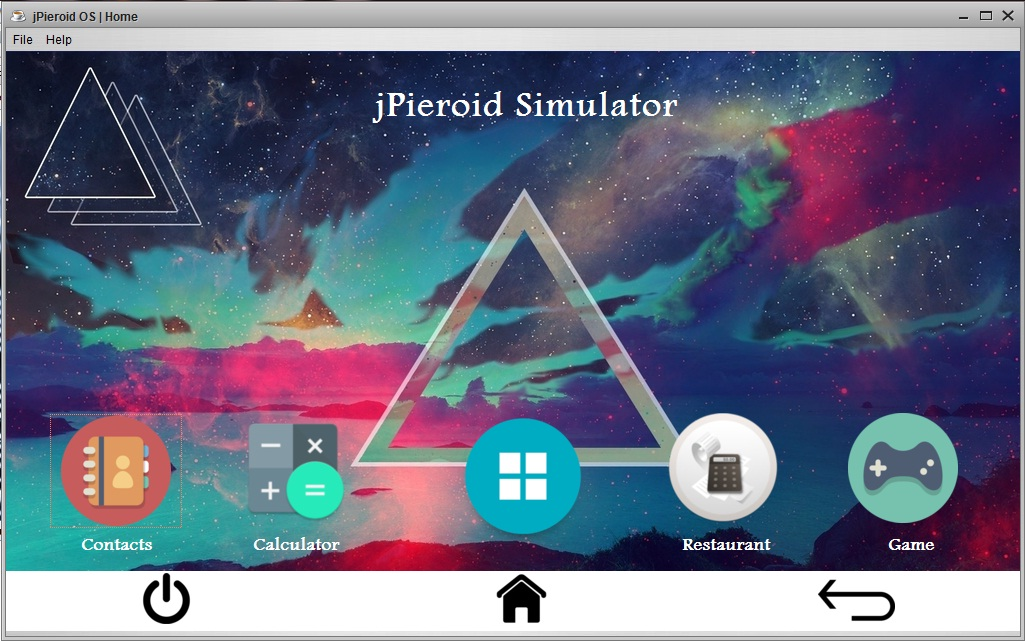 jPieroid OS | Home
File Help
jPieroid Simulator
Contacts Calculator Restaurant Game